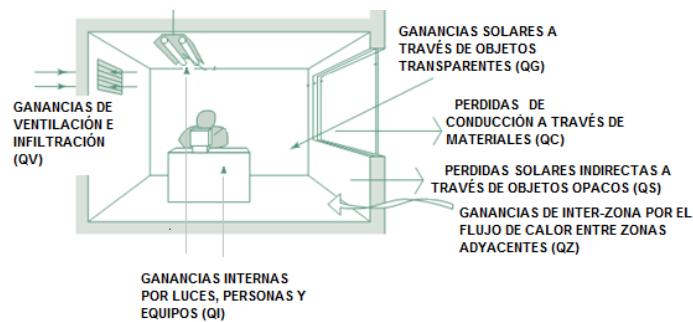 GANANCIAS SOLARES A
TRAVÉS DE OBJETOS
TRANSPARENTES (QG)
GANANCIAS DE
VENTILACIÓN E
INFILTRACIÓN
(QV)
PERDIDAS DE
CONDUCCIÓN A TRAVÉS DE
MATERIALES (QC)
PERDIDAS SOLARES INDIRECTAS A
TRAVÉS DE OBJETOS OPACOS (QS)
GANANCIAS DE INTER-ZONA POR EL
FLUJO DE CALOR ENTRE ZONAS
ADYACENTES (QZ)
GANANCIAS INTERNAS
POR LUCES, PERSONAS Y
EQUIPOS (QI)